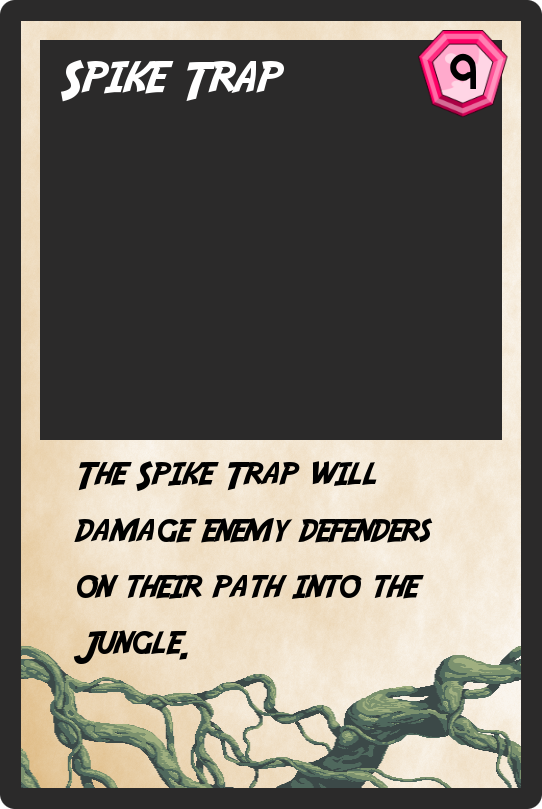 Spike Trap
9
The Spike Trap will
damage enemy defenders
on their path into the
Jungle.